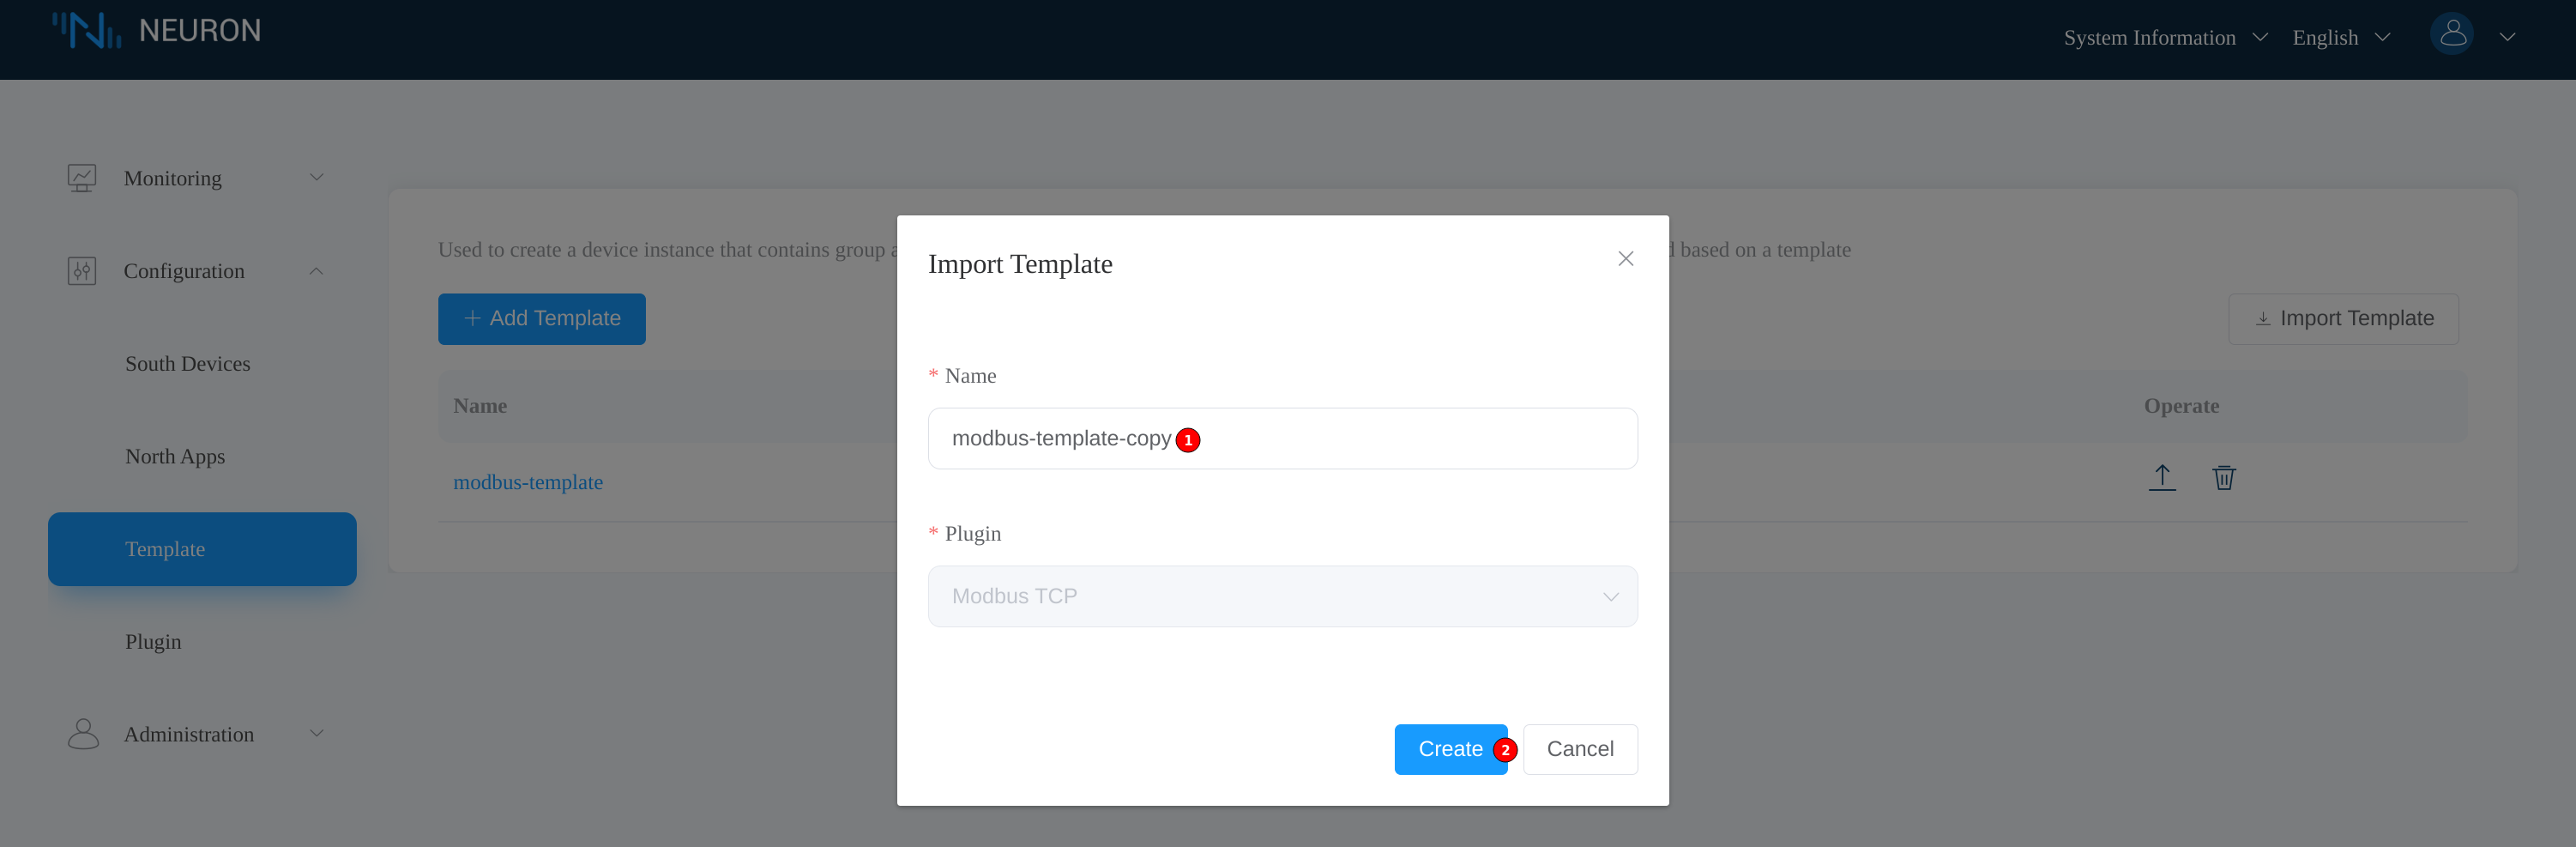 NEURON
System Information
English
Monitoring
Configuration
South Devices
North Apps
Template
Plugin
Administration
Used to create a device instance that contains group
based on a template
+ Add Template
Import Template
Name
Operate
modbus-template
Import Template
* Name
modbus-template-copy 1
* Plugin
Modbus TCP
Create 2
Cancel